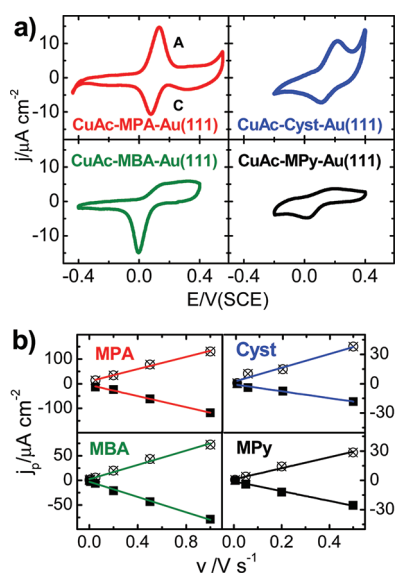 a)
A
C
CuAc-MPA-Au(111)
CuAc-Cyst-Au(111)
CuAc-MBA-Au(111)
CuAc-MPy-Au(111)
10
0
-10
10
0
-10
j/μA cm⁻²
-0.4 0.0 0.4 -0.4 0.0 0.4
E/V(SCE)
b)
MPA
Cyst
MBA
MPy
100
0
-100
50
0
-50
30
0
-30
30
0
-30
jₚ/μA cm⁻²
0.0 0.5 1.0 0.0 0.2 0.4
v /V s⁻¹